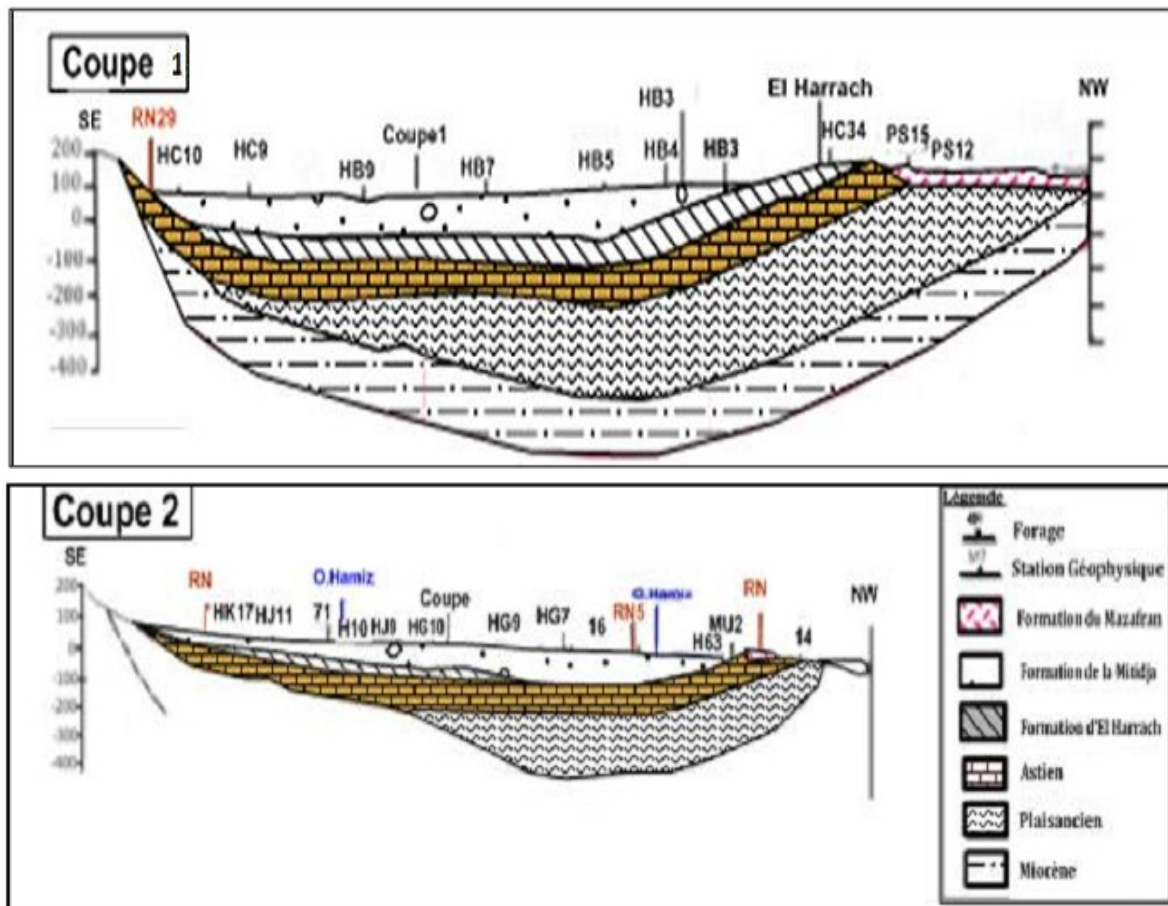 Coupe 1
SE
RN29
HC10
HC9
HB9
Coupe1
HB7
HB5
HB4
HB3
HB3
El Harrach
HC34
PS15
PS12
NW
200
100
0
-100
-200
-300
-400
Coupe 2
SE
RN
HK17
HJ11
71
O.Hamiz
H10
HJ9
HG10
Coupe
HG9
HG7
16
RN5
O.Hamiz
H63
MU2
RN
14
NW
200
100
0
-100
-200
-300
-400
Légende
Forage
Station Géophysique
Formation du Mazafran
Formation de la Mitidja
Formation d'El Harrach
Astien
Plaisancien
Miocène